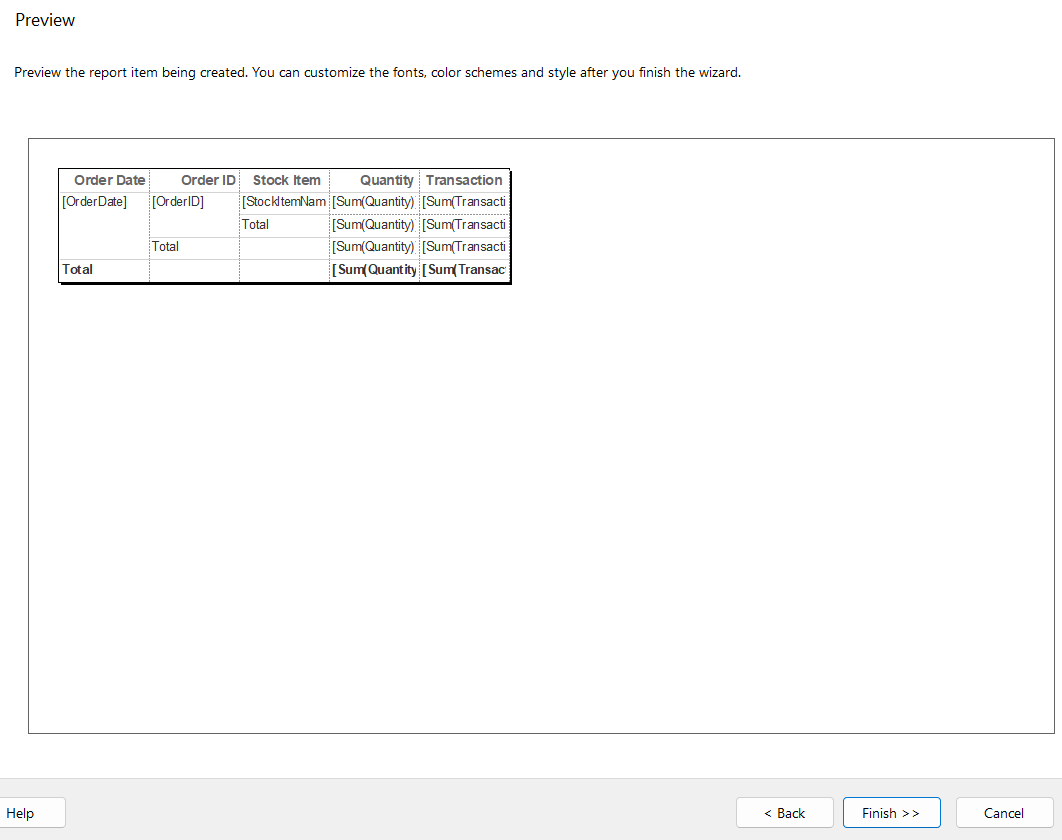 Preview
Preview the report item being created. You can customize the fonts, color schemes and style after you finish the wizard.
Order Date Order ID Stock Item Quantity Transaction
[OrderDate] [OrderID] [StockItemNam [Sum(Quantity) [Sum(Transacti
Total [Sum(Quantity) [Sum(Transacti
Total [Sum(Quantity) [Sum(Transacti
Total [Sum(Quantity [Sum(Transac
Help < Back Finish >> Cancel